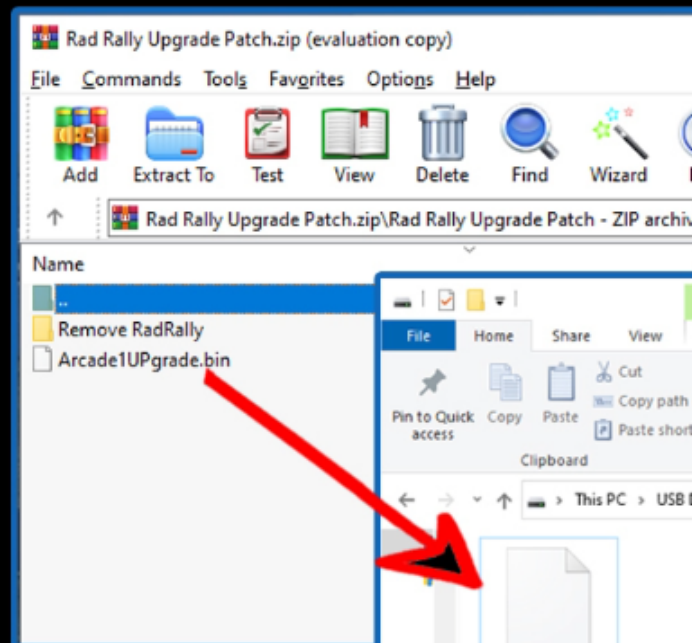 Rad Rally Upgrade Patch.zip (evaluation copy)
File Commands Tools Favorites Options Help
Add Extract To Test View Delete Find Wizard
Rad Rally Upgrade Patch.zip\Rad Rally Upgrade Patch - ZIP archiv
Name
..
Remove RadRally
Arcade1UPgrade.bin
File Home Share View
Pin to Quick access
Copy
Paste
Cut
Copy path
Paste short
Clipboard
This PC > USB D